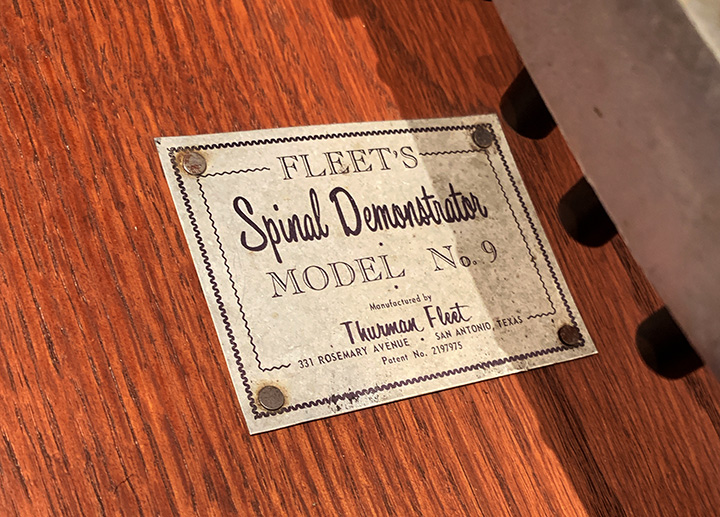 FLEET'S
Spinal Demonstrator
MODEL No. 9
Manufactured by
Thurman Fleet
331 ROSEMARY AVENUE • SAN ANTONIO, TEXAS
Patent No. 2197975